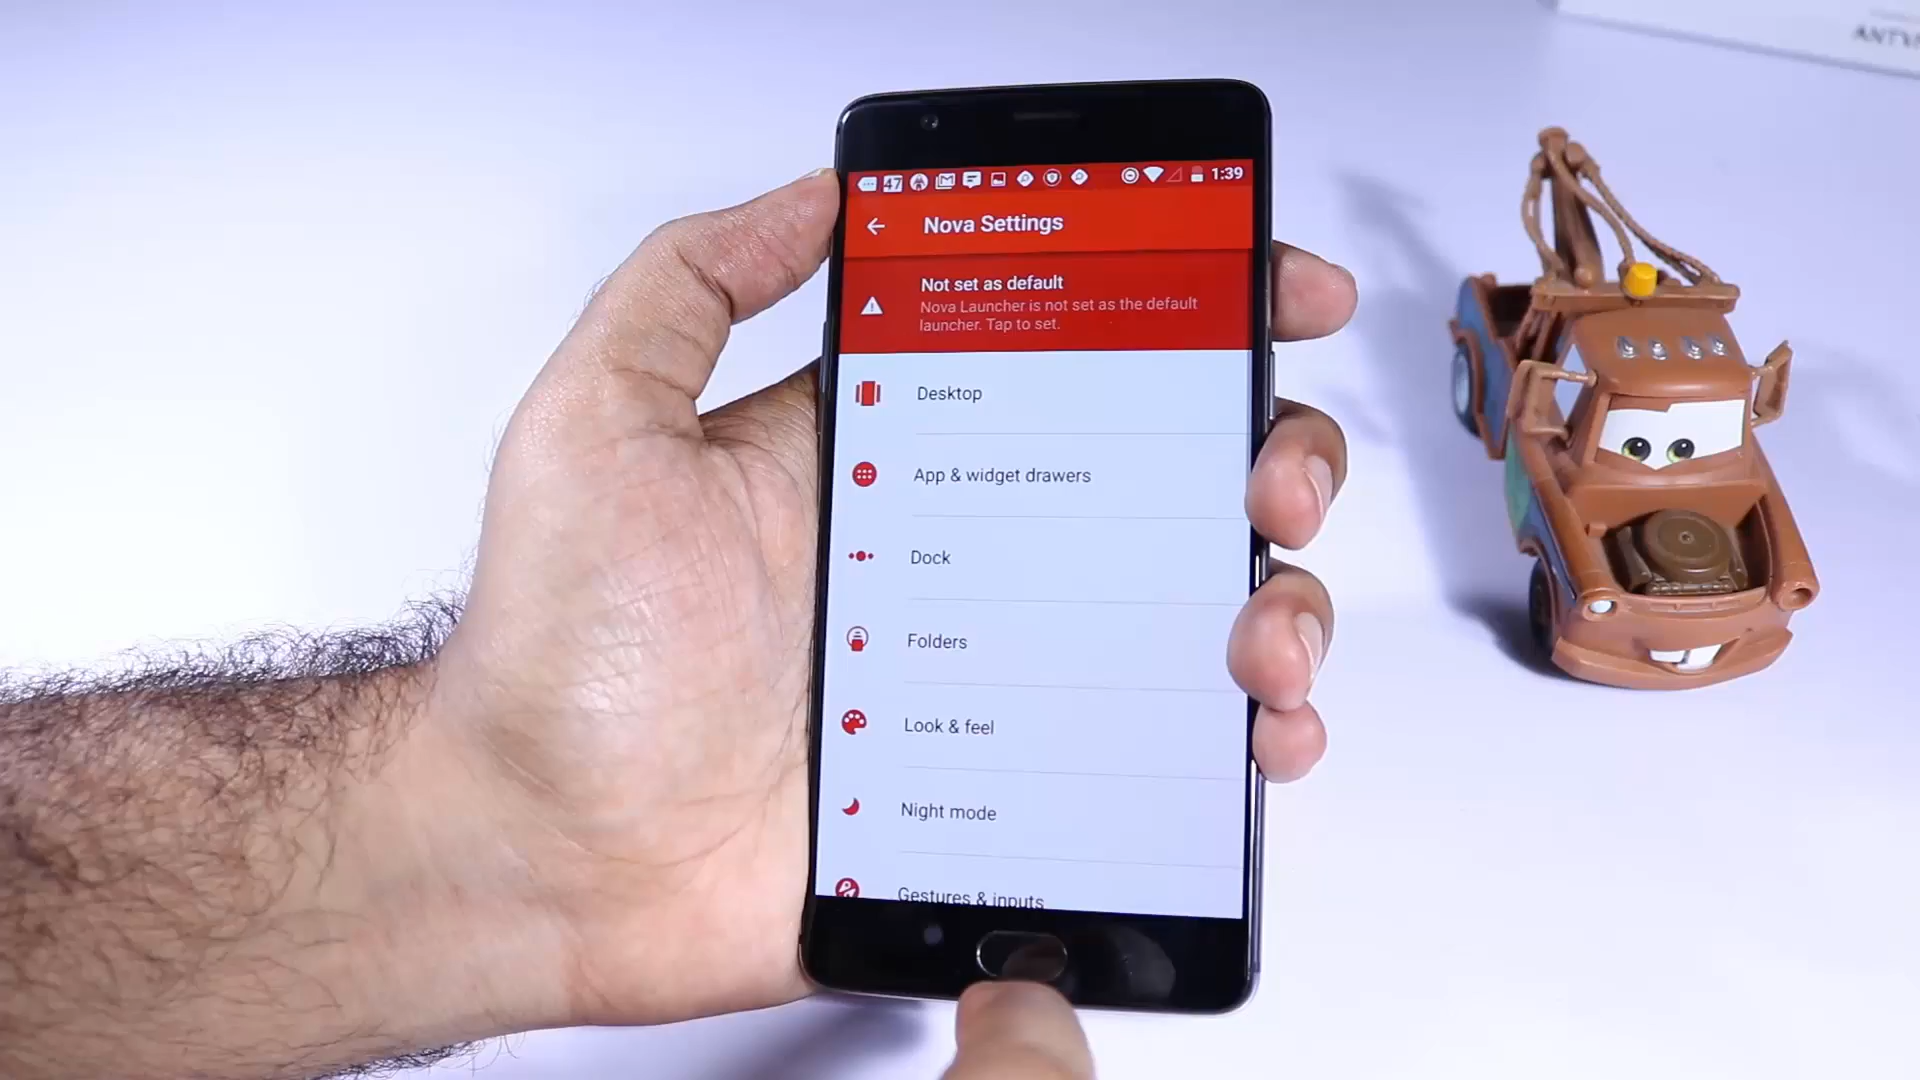 47
1:39
Nova Settings
Not set as default
Nova Launcher is not set as the default
launcher. Tap to set.
Desktop
App & widget drawers
Dock
Folders
Look & feel
Night mode
Gestures & inputs